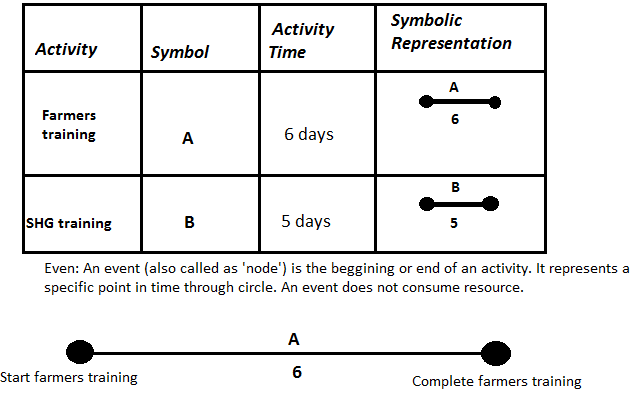 Activity Symbol Activity Time Symbolic Representation
Farmers training A 6 days A 6
SHG training B 5 days B 5
Even: An event (also called as 'node') is the beggining or end of an activity. It represents a
specific point in time through circle. An event does not consume resource.
A
6
Start farmers training
Complete farmers training